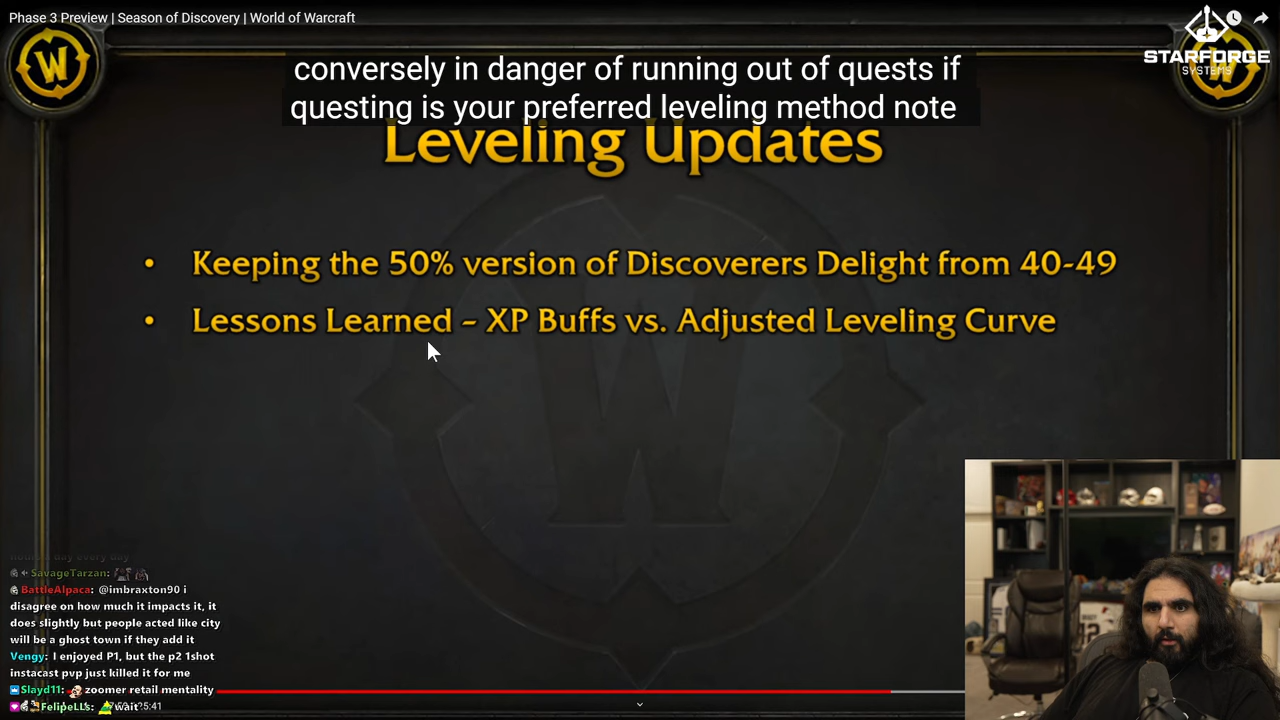 Phase 3 Preview | Season of Discovery | World of Warcraft
STARFORGE
SYSTEMS
conversely in danger of running out of quests if
questing is your preferred leveling method note
Leveling Updates
• Keeping the 50% version of Discoverers Delight from 40-49
• Lessons Learned – XP Buffs vs. Adjusted Leveling Curve
SavageTarzan:
BattleAlpaca: @imbraxton90 i
disagree on how much it impacts it, it
does slightly but people acted like city
will be a ghost town if they add it
Vengy: I enjoyed P1, but the p2 1shot
instacast pvp just killed it for me
Slayd11: zoomer retail mentality
FelipeLLs: wait
25:41